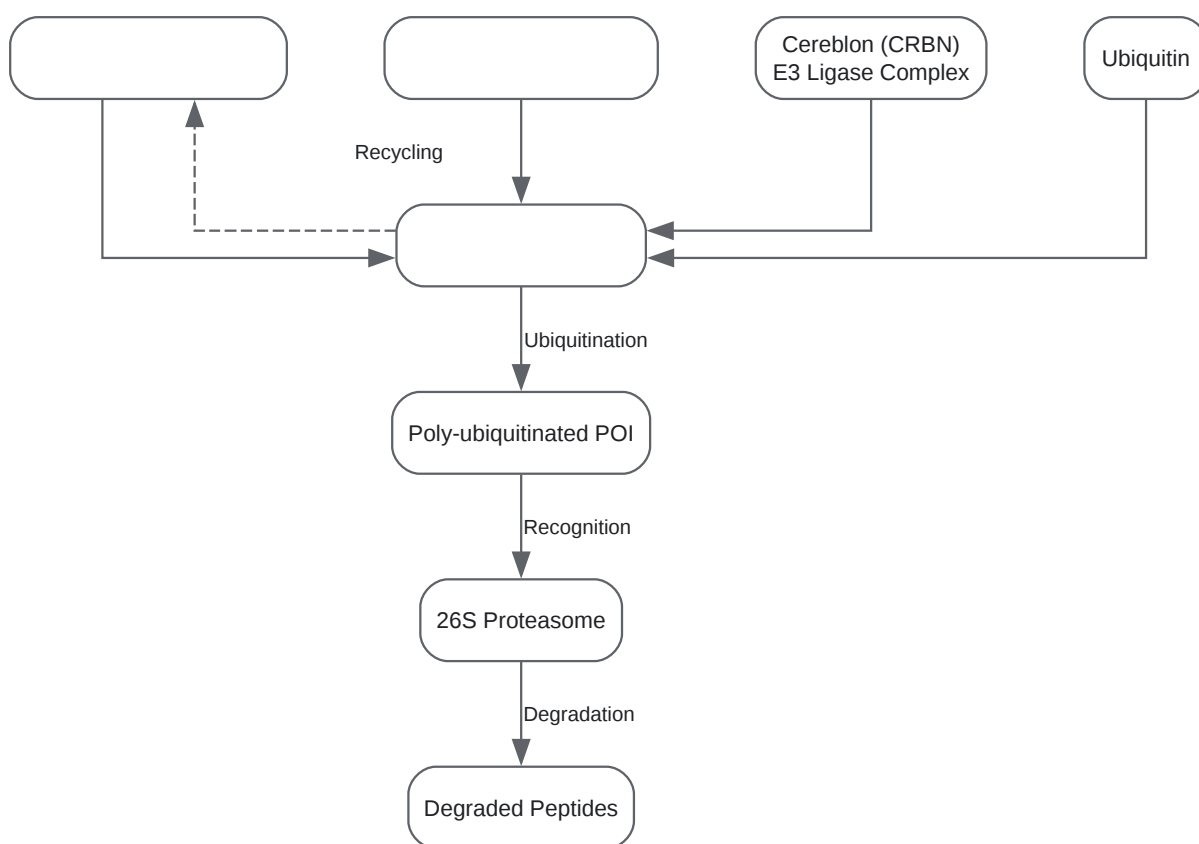 Cereblon (CRBN)
E3 Ligase Complex
Ubiquitin
Recycling
Ubiquitination
Poly-ubiquitinated POI
Recognition
26S Proteasome
Degradation
Degraded Peptides